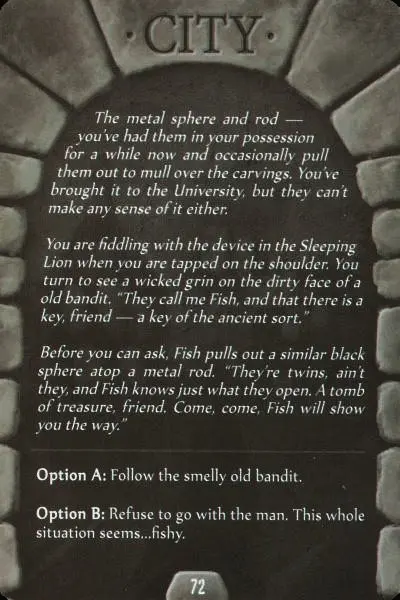 · CITY ·
The metal sphere and rod —
you've had them in your possession
for a while now and occasionally pull
them out to mull over the carvings. You've
brought it to the University, but they can't
make any sense of it either.
You are fiddling with the device in the Sleeping
Lion when you are tapped on the shoulder. You
turn to see a wicked grin on the dirty face of a
old bandit. “They call me Fish, and that there is a
key, friend — a key of the ancient sort.”
Before you can ask, Fish pulls out a similar black
sphere atop a metal rod. “They're twins, ain't
they, and Fish knows just what they open. A tomb
of treasure, friend. Come, come, Fish will show
you the way.”
Option A: Follow the smelly old bandit.
Option B: Refuse to go with the man. This whole
situation seems...fishy.
72